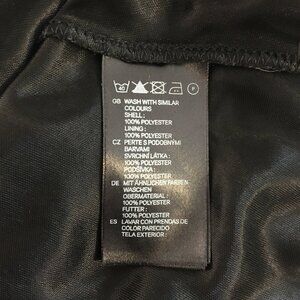 40
GB WASH WITH SIMILAR
COLOURS
SHELL:
100% POLYESTER
LINING:
100% POLYESTER
CZ PERTE S PODOBNÝMI
BARVAMI
SVRCHNÍ LÁTKA:
100% POLYESTER
PODŠÍVKA:
100% POLYESTER
DE MIT ÄHNLICHEN FARBEN
WASCHEN
OBERMATERIAL:
100% POLYESTER
FUTTER:
100% POLYESTER
ES LAVAR CON PRENDAS DE
COLOR PARECIDO
TELA EXTERIOR: